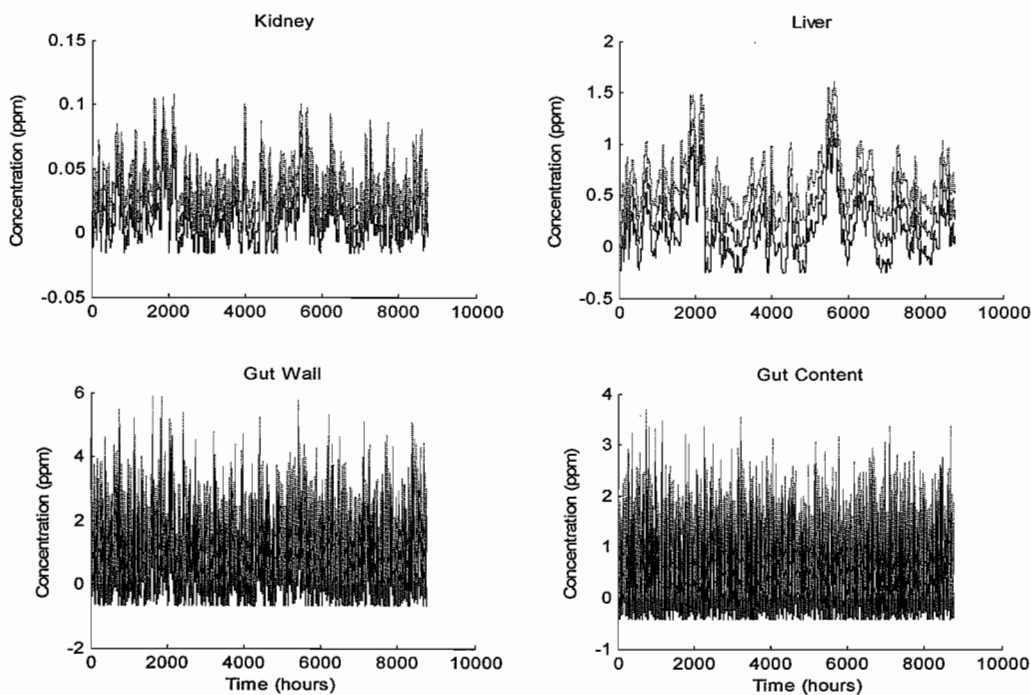 Kidney
Concentration (ppm)
0.15
0.1
0.05
0
-0.05
0 2000 4000 6000 8000 10000
Liver
Concentration (ppm)
2
1.5
1
0.5
0
-0.5
0 2000 4000 6000 8000 10000
Gut Wall
Concentration (ppm)
6
4
2
0
-2
0 2000 4000 6000 8000 10000
Time (hours)
Gut Content
Concentration (ppm)
4
3
2
1
0
-1
0 2000 4000 6000 8000 10000
Time (hours)